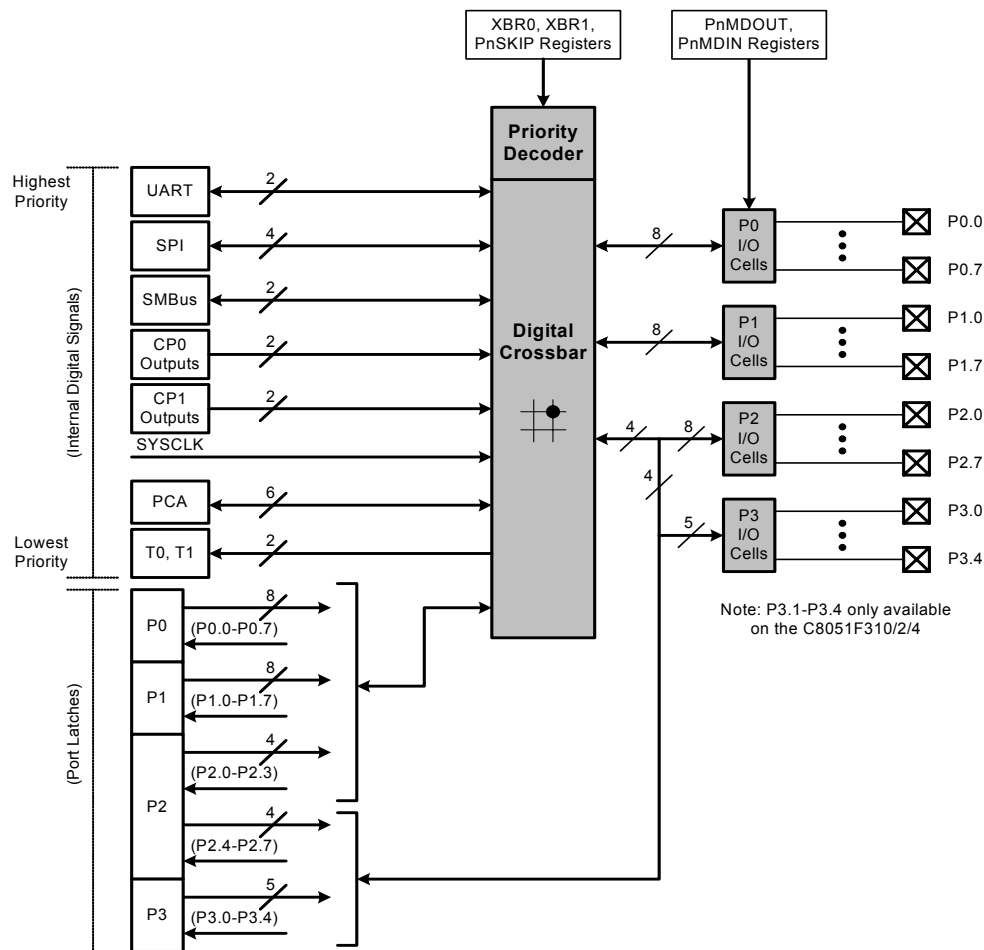 XBR0, XBR1,
PnSKIP Registers
PnMDOUT,
PnMDIN Registers
Priority
Decoder
Highest
Priority
UART
2
SPI
4
SMBus
2
CP0
Outputs
2
CP1
Outputs
2
SYSCLK
PCA
6
Lowest
Priority
T0, T1
2
(Internal Digital Signals)
Digital
Crossbar
8
P0
I/O
Cells
P0.0
P0.7
8
P1
I/O
Cells
P1.0
P1.7
4
8
P2
I/O
Cells
P2.0
P2.7
4
5
P3
I/O
Cells
P3.0
P3.4
Note: P3.1-P3.4 only available
on the C8051F310/2/4
(Port Latches)
P0
8
(P0.0-P0.7)
P1
8
(P1.0-P1.7)
P2
4
(P2.0-P2.3)
4
(P2.4-P2.7)
P3
5
(P3.0-P3.4)